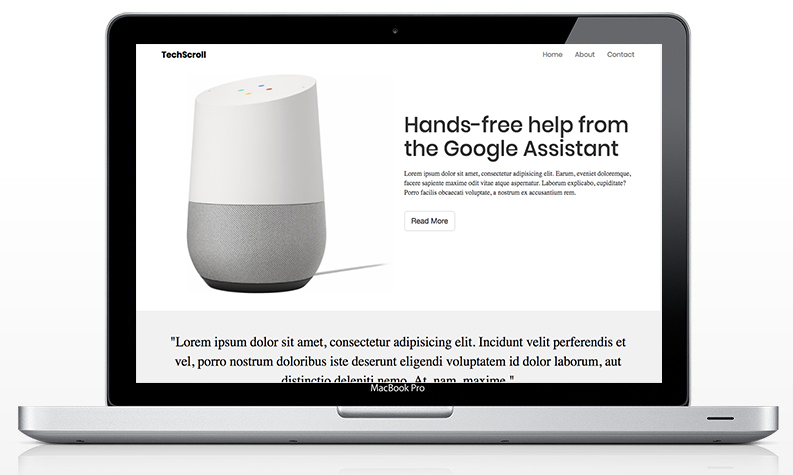 TechScroll
Home About Contact
Hands-free help from
the Google Assistant
Lorem ipsum dolor sit amet, consectetur adipisicing elit. Earum, eveniet doloremque,
facere sapiente maxime odit vitae atque aspernatur. Laborum explicabo, cupiditate?
Porro facilis obcaecati voluptate, a nostrum ex accusantium rem.
Read More
"Lorem ipsum dolor sit amet, consectetur adipisicing elit. Incidunt velit perferendis et
vel, porro nostrum doloribus iste deserunt eligendi voluptatem id dolor laborum, aut
distinctio deleniti nemo. At, nam, maxime."
MacBook Pro